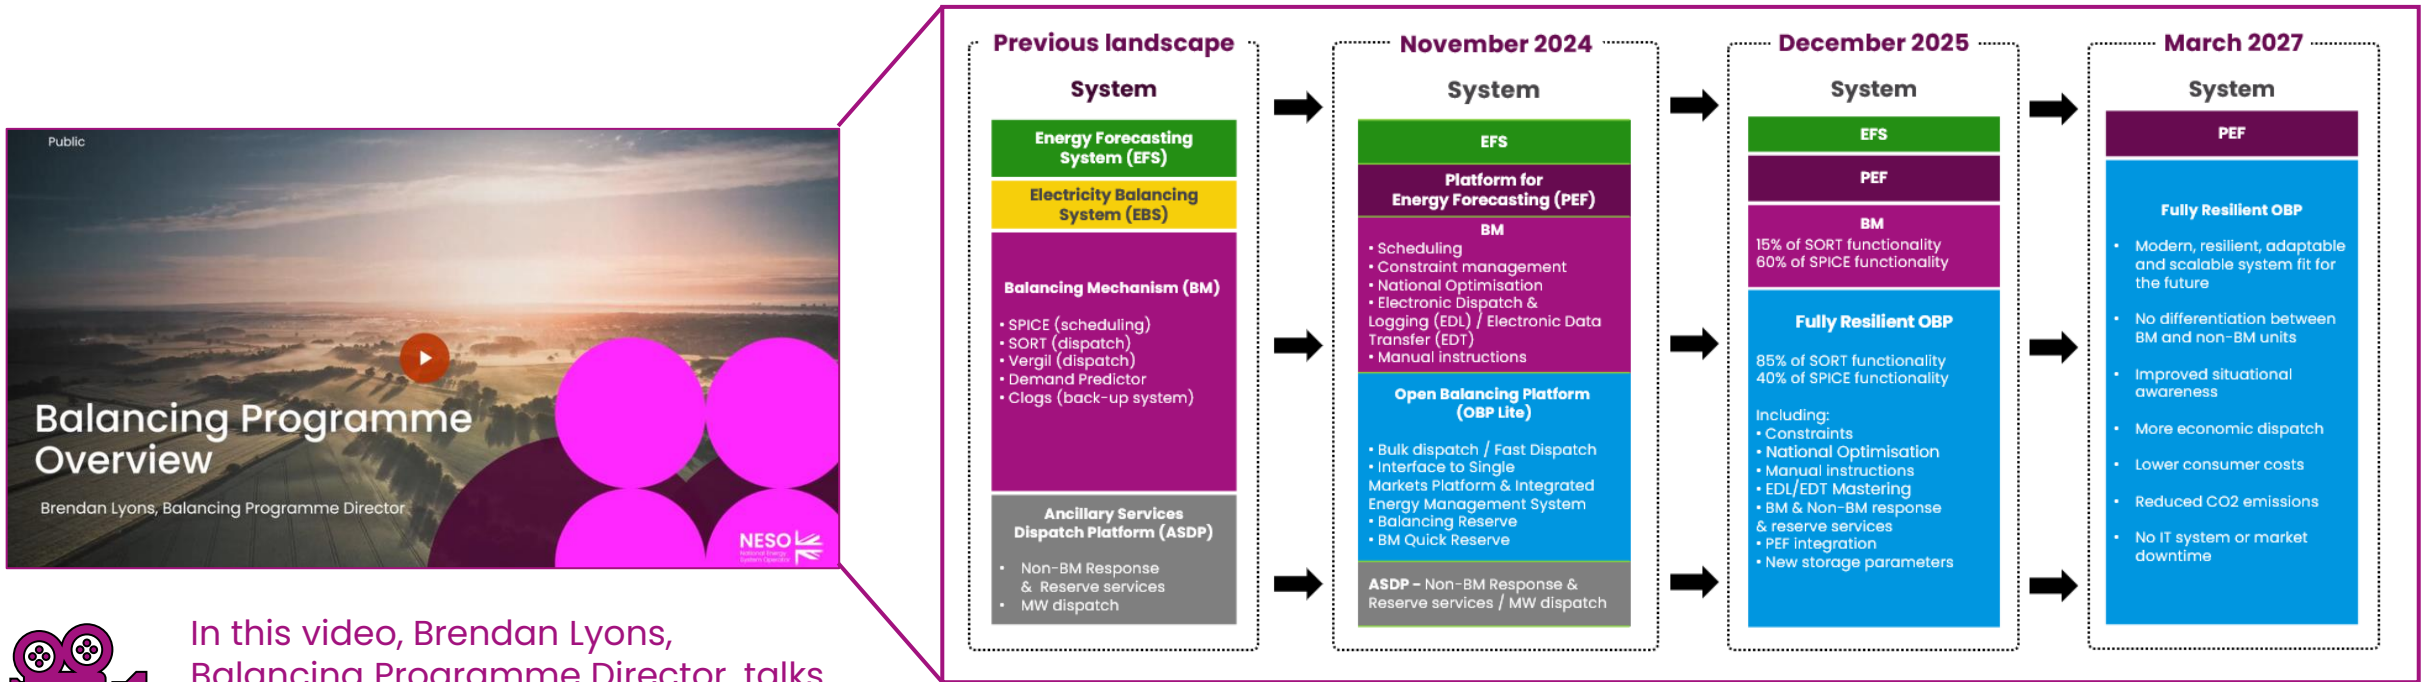 Public
Balancing Programme
Overview
Brendan Lyons, Balancing Programme Director
NESO
National Energy
System Operator
In this video, Brendan Lyons,
Balancing Programme Director, talks
Previous landscape
System
Energy Forecasting
System (EFS)
Electricity Balancing
System (EBS)
Balancing Mechanism (BM)
• SPICE (scheduling)
• SORT (dispatch)
• Vergil (dispatch)
• Demand Predictor
• Clogs (back-up system)
Ancillary Services
Dispatch Platform (ASDP)
• Non-BM Response
& Reserve services
• MW dispatch
November 2024
System
EFS
Platform for
Energy Forecasting (PEF)
BM
• Scheduling
• Constraint management
• National Optimisation
• Electronic Dispatch &
Logging (EDL) / Electronic Data
Transfer (EDT)
• Manual instructions
Open Balancing Platform
(OBP Lite)
• Bulk dispatch / Fast Dispatch
• Interface to Single
Markets Platform & Integrated
Energy Management System
• Balancing Reserve
• BM Quick Reserve
ASDP – Non-BM Response &
Reserve services / MW dispatch
December 2025
System
EFS
PEF
BM
15% of SORT functionality
60% of SPICE functionality
Fully Resilient OBP
85% of SORT functionality
40% of SPICE functionality
Including:
• Constraints
• National Optimisation
• Manual instructions
• EDL/EDT Mastering
• BM & Non-BM response
& reserve services
• PEF integration
• New storage parameters
March 2027
System
PEF
Fully Resilient OBP
• Modern, resilient, adaptable
and scalable system fit for
the future
• No differentiation between
BM and non-BM units
• Improved situational
awareness
• More economic dispatch
• Lower consumer costs
• Reduced CO2 emissions
• No IT system or market
downtime